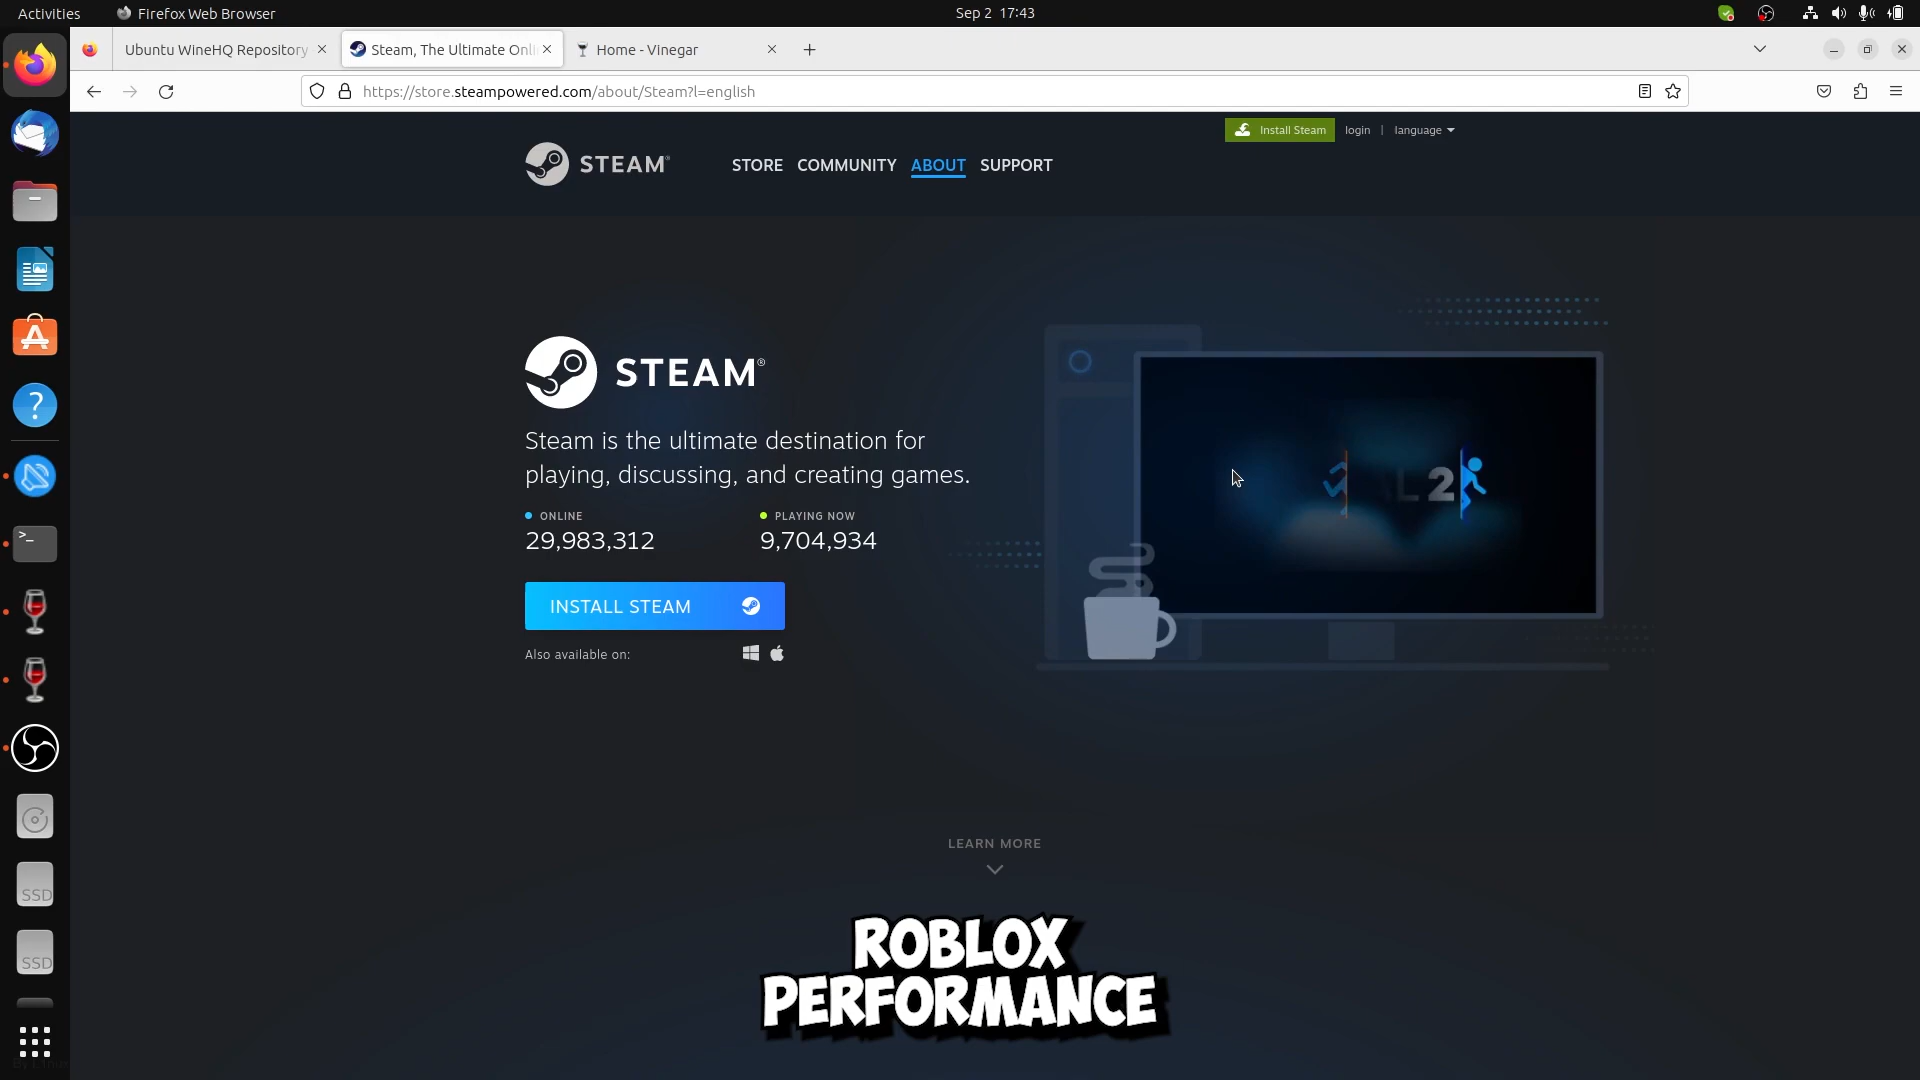 Activities
Firefox Web Browser
Sep 2 17:43
Ubuntu WineHQ Repository
Steam, The Ultimate Onli
Home - Vinegar
https://store.steampowered.com/about/Steam?l=english
Install Steam
login | language
STEAM®
STORE COMMUNITY ABOUT SUPPORT
STEAM®
Steam is the ultimate destination for
playing, discussing, and creating games.
ONLINE
29,983,312
PLAYING NOW
9,704,934
INSTALL STEAM
Also available on:
L 2
LEARN MORE
SSD
SSD
ROBLOX
PERFORMANCE